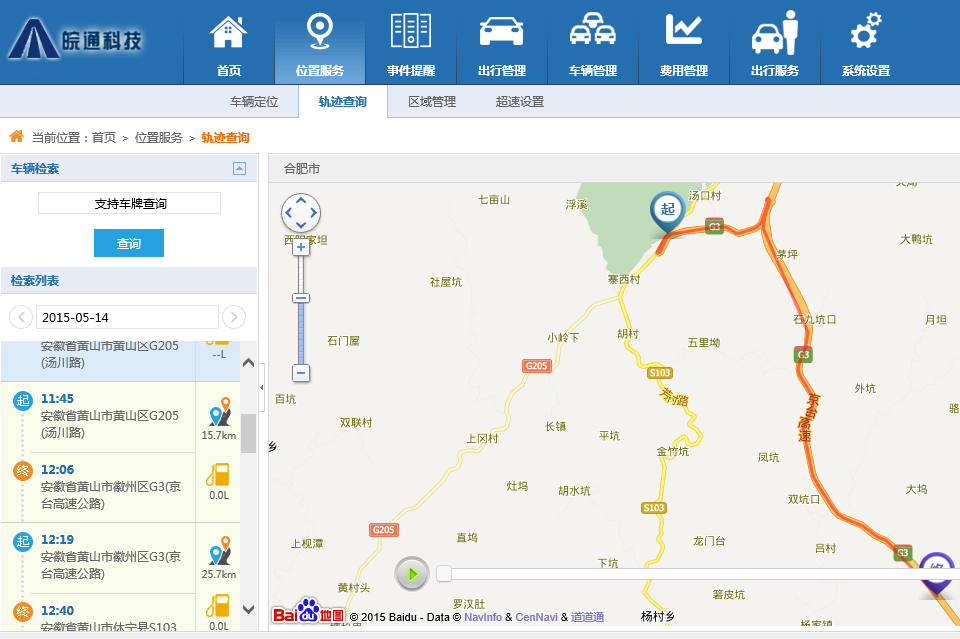 皖通科技
首页
位置服务
事件提醒
出行管理
车辆管理
费用管理
出行服务
系统设置
车辆定位
轨迹查询
区域管理
超速设置
当前位置：首页 > 位置服务 > 轨迹查询
车辆检索
支持车牌查询
查询
检索列表
2015-05-14
安徽省黄山市黄山区G205
(汤川路)
--L
起
11:45
安徽省黄山市黄山区G205
(汤川路)
15.7km
终
12:06
安徽省黄山市徽州区G3(京
台高速公路)
0.0L
起
12:19
安徽省黄山市徽州区G3(京
台高速公路)
25.7km
终
12:40
安徽省黄山市休宁县S103
0.0L
合肥市
七亩山
浮溪
起
汤口村
G3
大鸭坑
茅坪
社屋坑
寨西村
石九坑口
月坦
石门屋
小岭下
胡村
五里坳
G3
G205
S103
外坑
百坑
芳村路
京台高速
双联村
长镇
上冈村
平坑
金竹坑
凤坑
灶坞
胡水坑
双坑口
大坞
S103
G205
上枧潭
直坞
龙门台
吕村
G3
终
黄村头
下坑
罗汉肚
箬皮坑
杨村乡
杨家镇
Bai du 地图
© 2015 Baidu - Data © NavInfo & CenNavi & 道道通